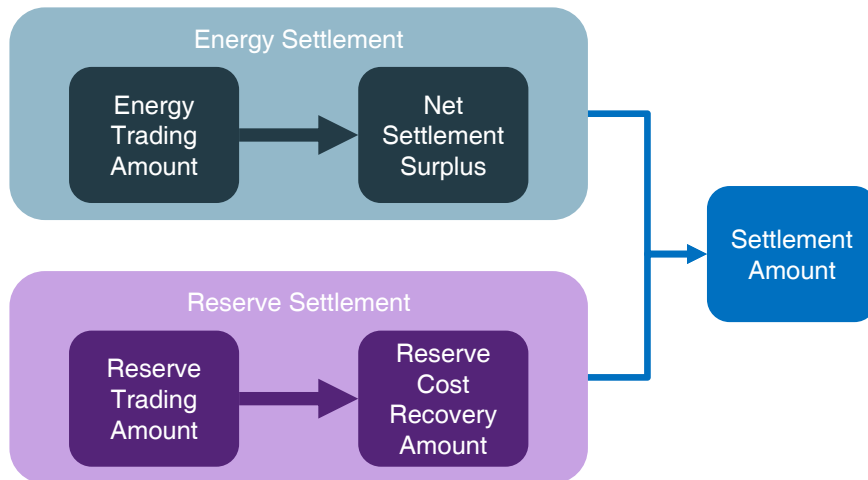 Energy Settlement
Energy
Trading
Amount
Net
Settlement
Surplus
Settlement
Amount
Reserve Settlement
Reserve
Trading
Amount
Reserve
Cost
Recovery
Amount